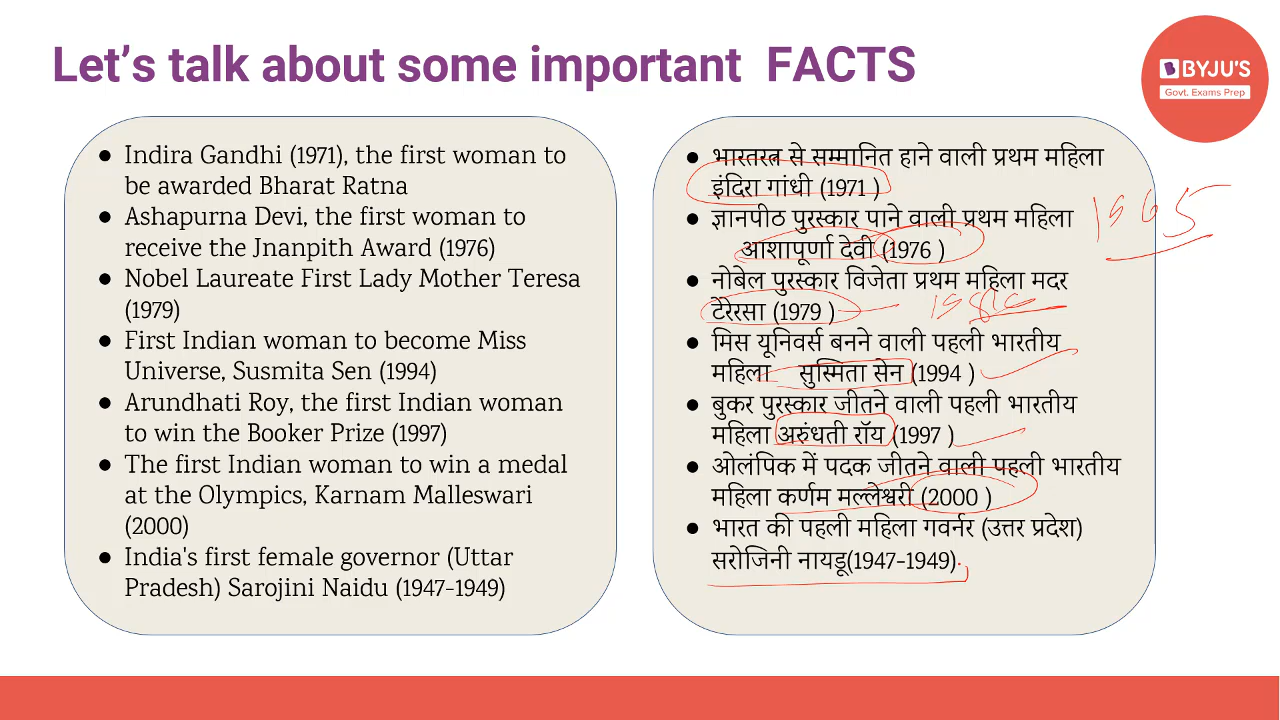 Let's talk about some important FACTS
BYJU'S
Govt. Exams Prep
● Indira Gandhi (1971), the first woman to
be awarded Bharat Ratna
● Ashapurna Devi, the first woman to
receive the Jnanpith Award (1976)
● Nobel Laureate First Lady Mother Teresa
(1979)
● First Indian woman to become Miss
Universe, Susmita Sen (1994)
● Arundhati Roy, the first Indian woman
to win the Booker Prize (1997)
● The first Indian woman to win a medal
at the Olympics, Karnam Malleswari
(2000)
● India's first female governor (Uttar
Pradesh) Sarojini Naidu (1947-1949)
● भारतरत्न से सम्मानित हाने वाली प्रथम महिला
इंदिरा गांधी (1971 )
● ज्ञानपीठ पुरस्कार पाने वाली प्रथम महिला
आशापूर्णा देवी (1976 )
● नोबेल पुरस्कार विजेता प्रथम महिला मदर
टेरेरसा (1979 )
● मिस यूनिवर्स बनने वाली पहली भारतीय
महिला सुस्मिता सेन (1994 )
● बुकर पुरस्कार जीतने वाली पहली भारतीय
महिला अरुंधती रॉय (1997 )
● ओलंपिक में पदक जीतने वाली पहली भारतीय
महिला कर्णम मल्लेश्वरी (2000 )
● भारत की पहली महिला गवर्नर (उत्तर प्रदेश)
सरोजिनी नायडू(1947-1949)
1965